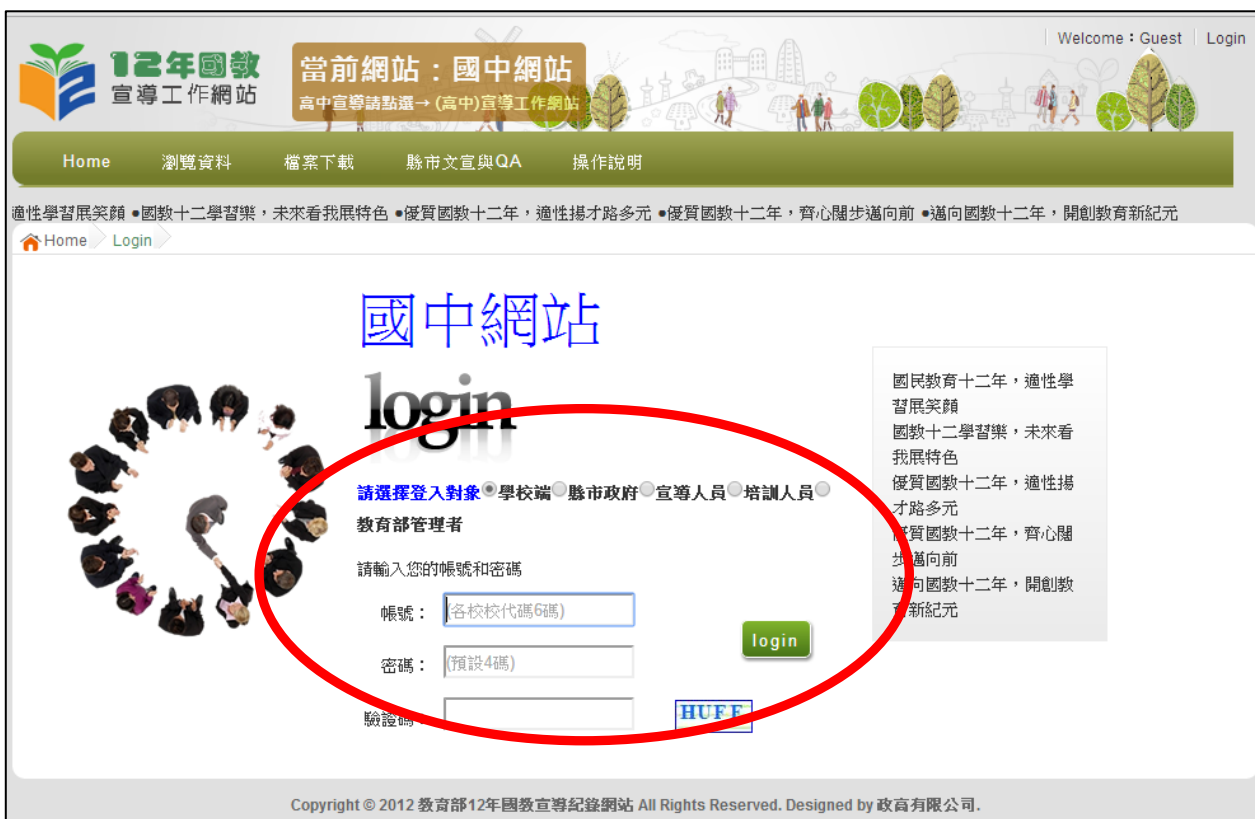 Welcome：Guest
Login
12年國教
宣導工作網站
當前網站：國中網站
高中宣導請點選→ (高中)宣導工作網站
Home 瀏覽資料 檔案下載 縣市文宣與QA 操作說明
適性學習展笑顏 ●國教十二學習樂，未來看我展特色 ●優質國教十二年，適性揚才路多元 ●優質國教十二年，齊心闊步邁向前 ●邁向國教十二年，開創教育新紀元
Home Login
國中網站
login
請選擇登入對象 學校端 縣市政府 宣導人員 培訓人員
教育部管理者
請輸入您的帳號和密碼
帳號： (各校校代碼6碼)
密碼： (預設4碼)
login
驗證碼： HUFF
國民教育十二年，適性學
習展笑顏
國教十二學習樂，未來看
我展特色
優質國教十二年，適性揚
才路多元
優質國教十二年，齊心闊
步邁向前
邁向國教十二年，開創教
育新紀元
Copyright © 2012 教育部12年國教宣導紀錄網站 All Rights Reserved. Designed by 政高有限公司.